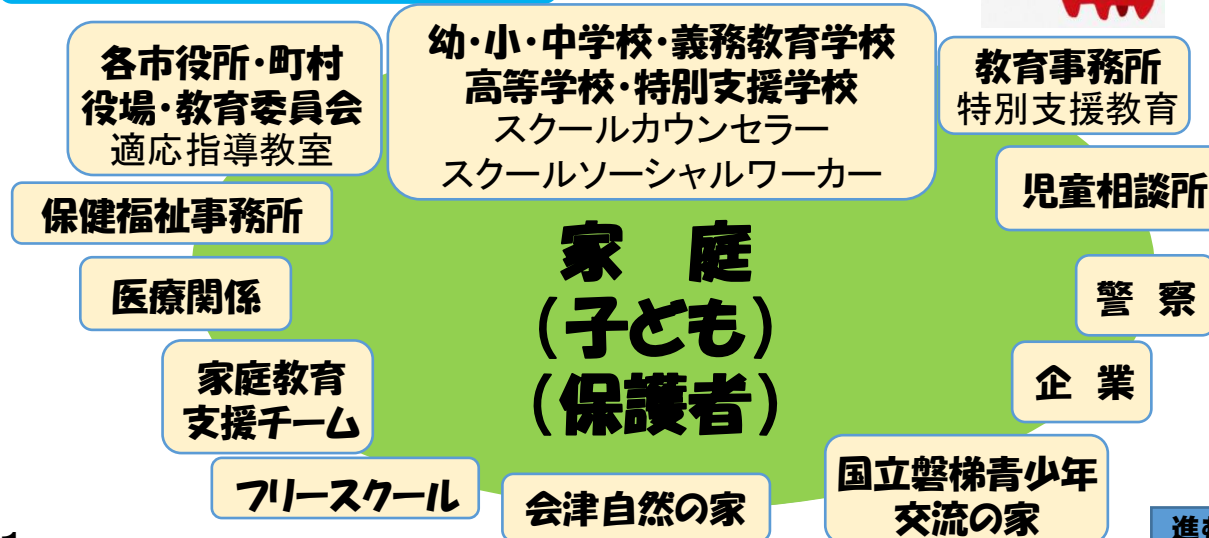 各市役所・町村
役場・教育委員会
適応指導教室
幼・小・中学校・義務教育学校
高等学校・特別支援学校
スクールカウンセラー
スクールソーシャルワーカー
教育事務所
特別支援教育
保健福祉事務所
児童相談所
医療関係
家 庭
(子ども)
(保護者)
警 察
家庭教育
支援チーム
企 業
フリースクール
会津自然の家
国立磐梯青少年
交流の家